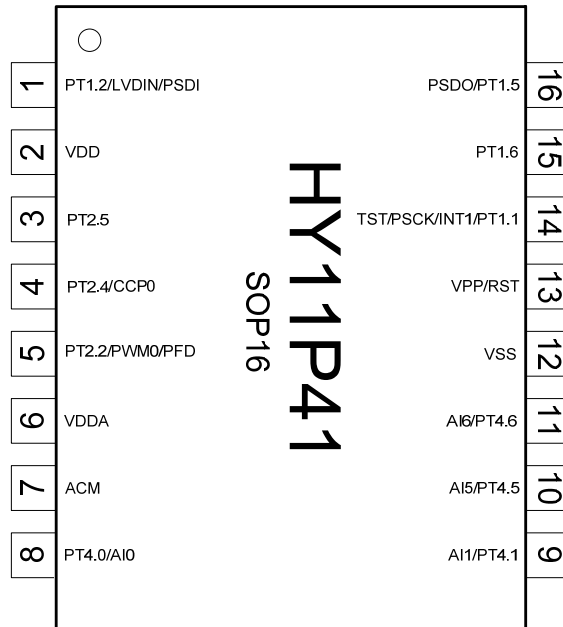 1 PT1.2/LVDIN/PSDI PSDO/PT1.5 16
2 VDD PT1.6 15
3 PT2.5 TST/PSCK/INT1/PT1.1 14
4 PT2.4/CCP0 VPP/RST 13
5 PT2.2/PWM0/PFD VSS 12
6 VDDA AI6/PT4.6 11
7 ACM AI5/PT4.5 10
8 PT4.0/AI0 AI1/PT4.1 9
HY11P41
SOP16